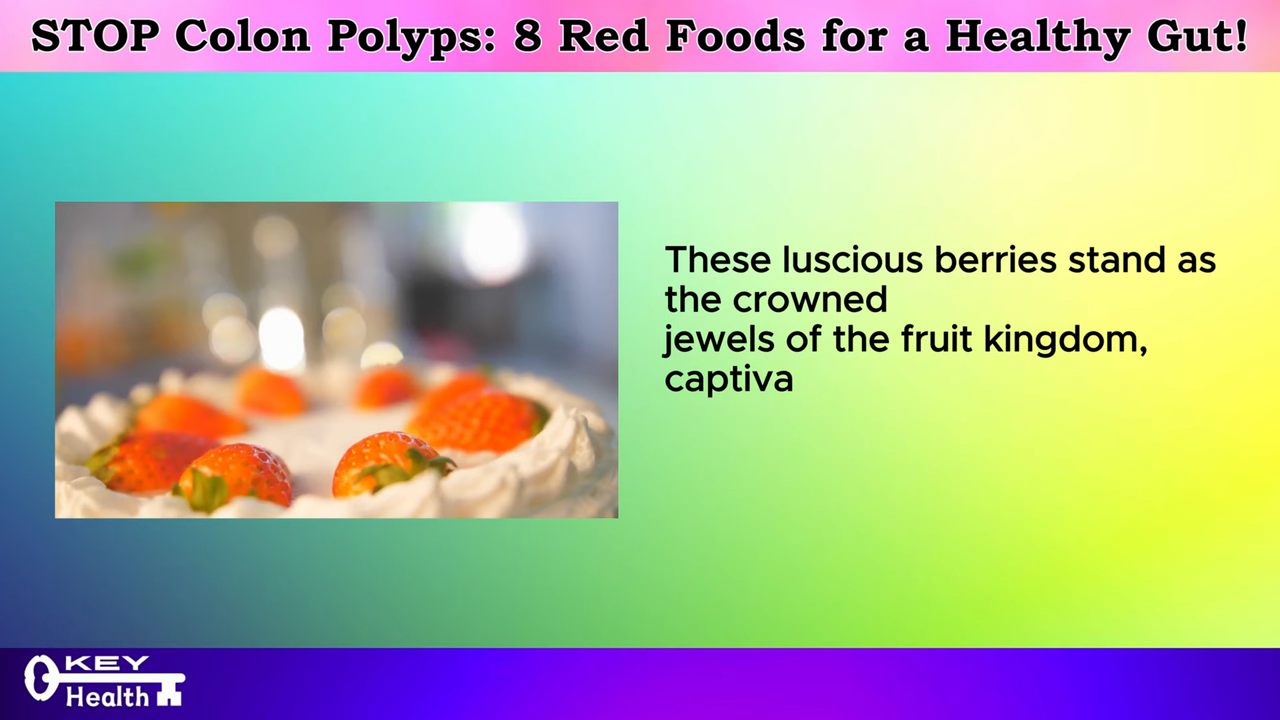 STOP Colon Polyps: 8 Red Foods for a Healthy Gut!
These luscious berries stand as
the crowned
jewels of the fruit kingdom,
captiva
KEY
Health